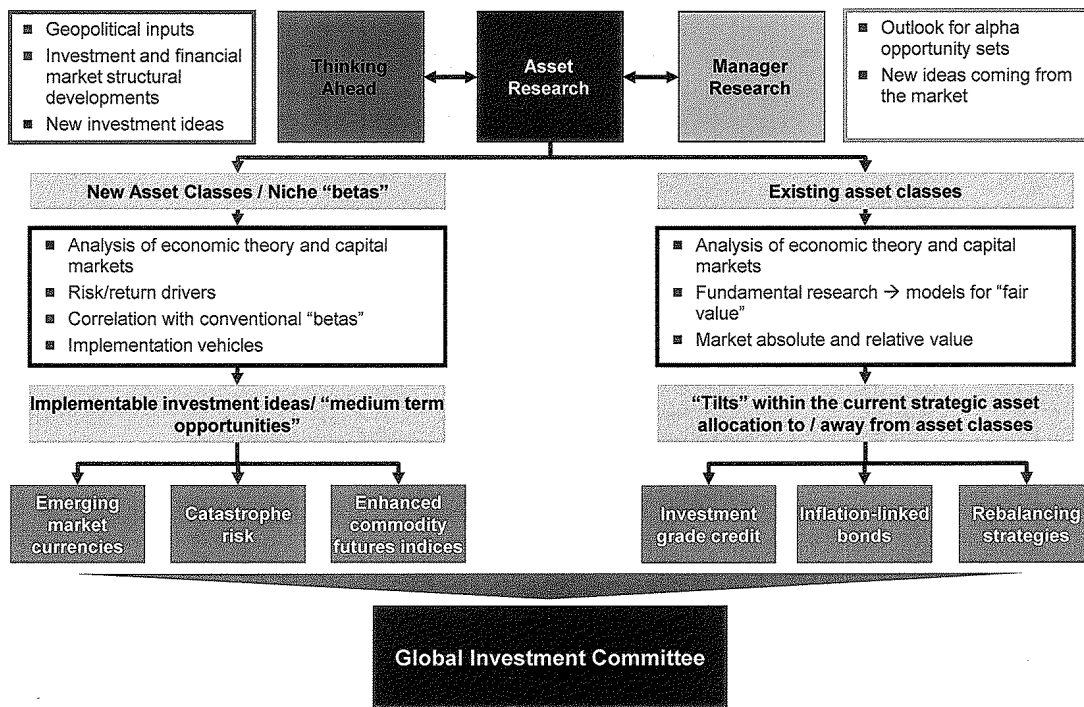 ■ Geopolitical inputs
■ Investment and financial
market structural
developments
■ New investment ideas
Thinking
Ahead
Asset
Research
Manager
Research
■ Outlook for alpha
opportunity sets
■ New ideas coming from
the market
New Asset Classes / Niche “betas”
■ Analysis of economic theory and capital
markets
■ Risk/return drivers
■ Correlation with conventional “betas”
■ Implementation vehicles
Implementable investment ideas/ “medium term
opportunities”
Emerging
market
currencies
Catastrophe
risk
Enhanced
commodity
futures indices
Existing asset classes
■ Analysis of economic theory and capital
markets
■ Fundamental research → models for “fair
value”
■ Market absolute and relative value
“Tilts” within the current strategic asset
allocation to / away from asset classes
Investment
grade credit
Inflation-linked
bonds
Rebalancing
strategies
Global Investment Committee